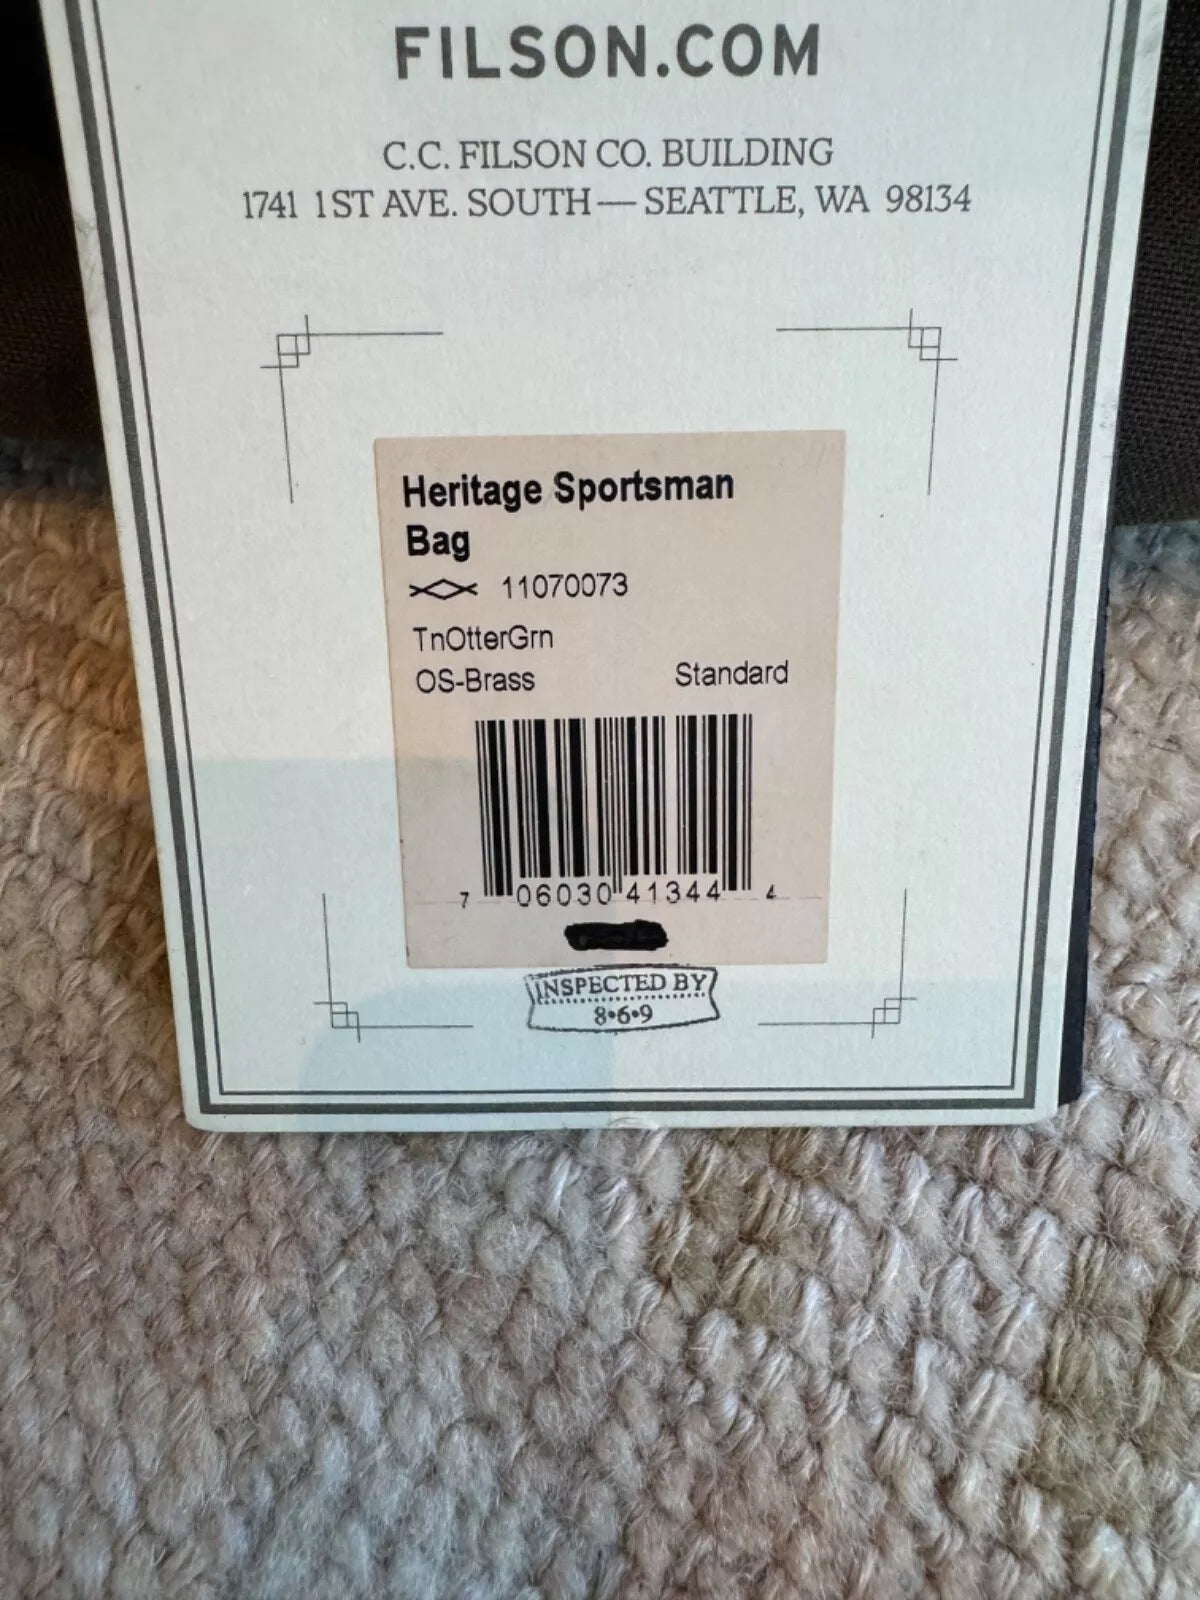 FILSON.COM
C.C. FILSON CO. BUILDING
1741 1ST AVE. SOUTH — SEATTLE, WA 98134
Heritage Sportsman
Bag
11070073
TnOtterGrn
OS-Brass Standard
7 06030 41344 4
INSPECTED BY
8•6•9